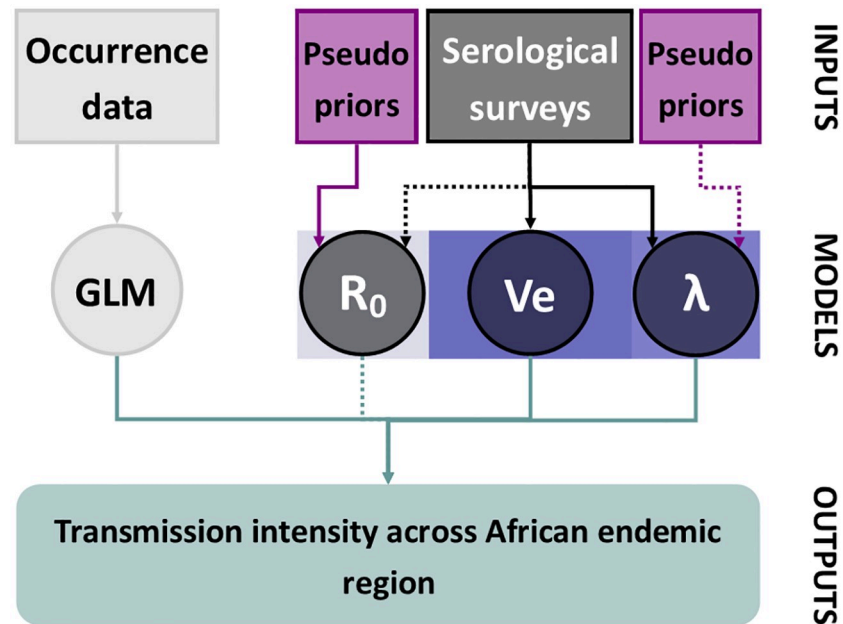 Occurrence
data
Pseudo
priors
Serological
surveys
Pseudo
priors
INPUTS
GLM
R₀
Ve
λ
MODELS
Transmission intensity across African endemic
region
OUTPUTS